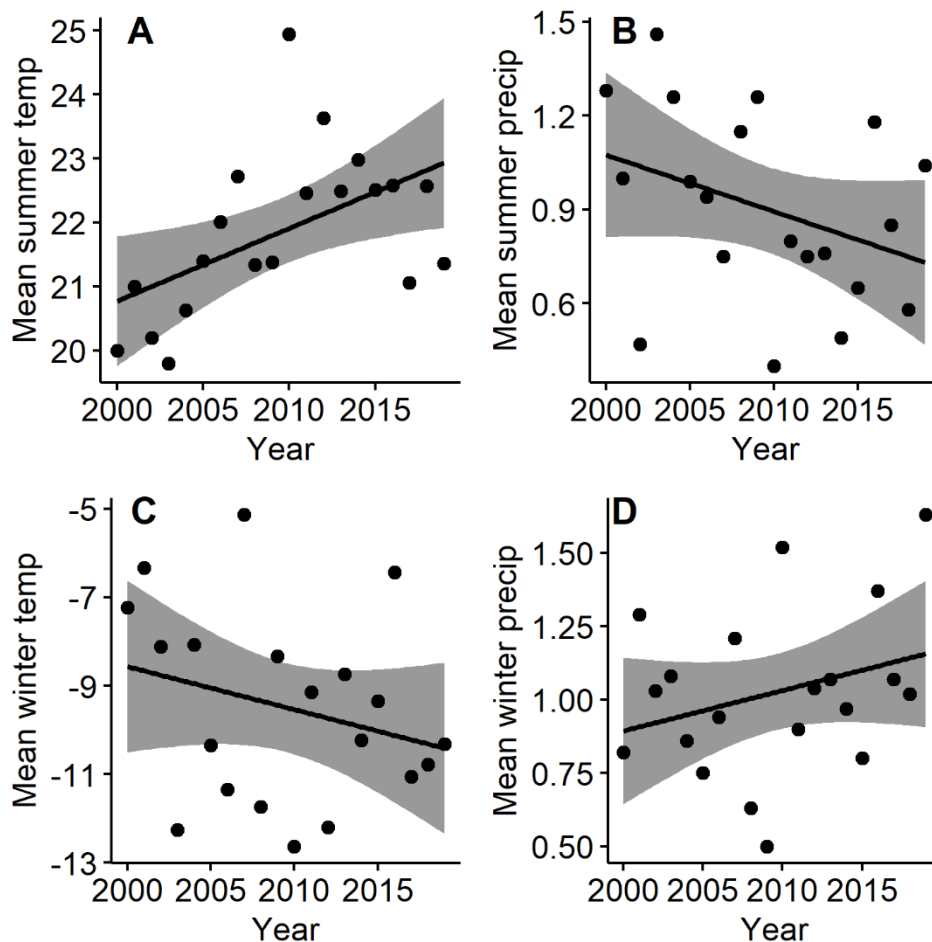 A
Mean summer temp
25
24
23
22
21
20
2000 2005 2010 2015
Year
B
Mean summer precip
1.5
1.2
0.9
0.6
2000 2005 2010 2015
Year
C
Mean winter temp
-5
-7
-9
-11
-13
2000 2005 2010 2015
Year
D
Mean winter precip
1.50
1.25
1.00
0.75
0.50
2000 2005 2010 2015
Year